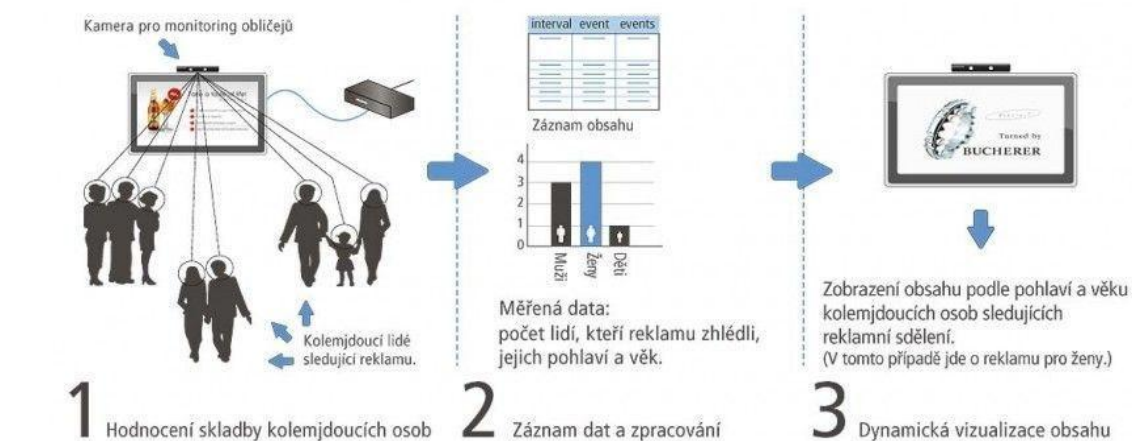 Kamera pro monitoring obličejů
Kolemjdoucí lidé
sledující reklamu.
1 Hodnocení skladby kolemjdoucích osob
interval event events
Záznam obsahu
4
3
2
1
0
Muži
Ženy
Děti
Měřená data:
počet lidí, kteří reklamu zhlédli,
jejich pohlaví a věk.
2 Záznam dat a zpracování
Turned by
BUCHERER
Zobrazení obsahu podle pohlaví a věku
kolemjdoucích osob sledujících
reklamní sdělení.
(V tomto případě jde o reklamu pro ženy.)
3 Dynamická vizualizace obsahu